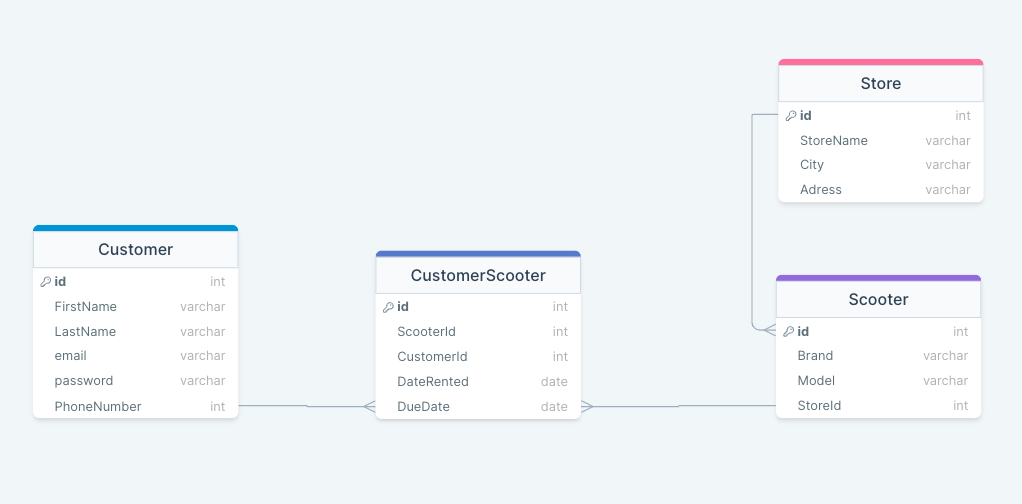 Store
id int
StoreName varchar
City varchar
Adress varchar
Customer
id int
FirstName varchar
LastName varchar
email varchar
password varchar
PhoneNumber int
CustomerScooter
id int
ScooterId int
CustomerId int
DateRented date
DueDate date
Scooter
id int
Brand varchar
Model varchar
StoreId int